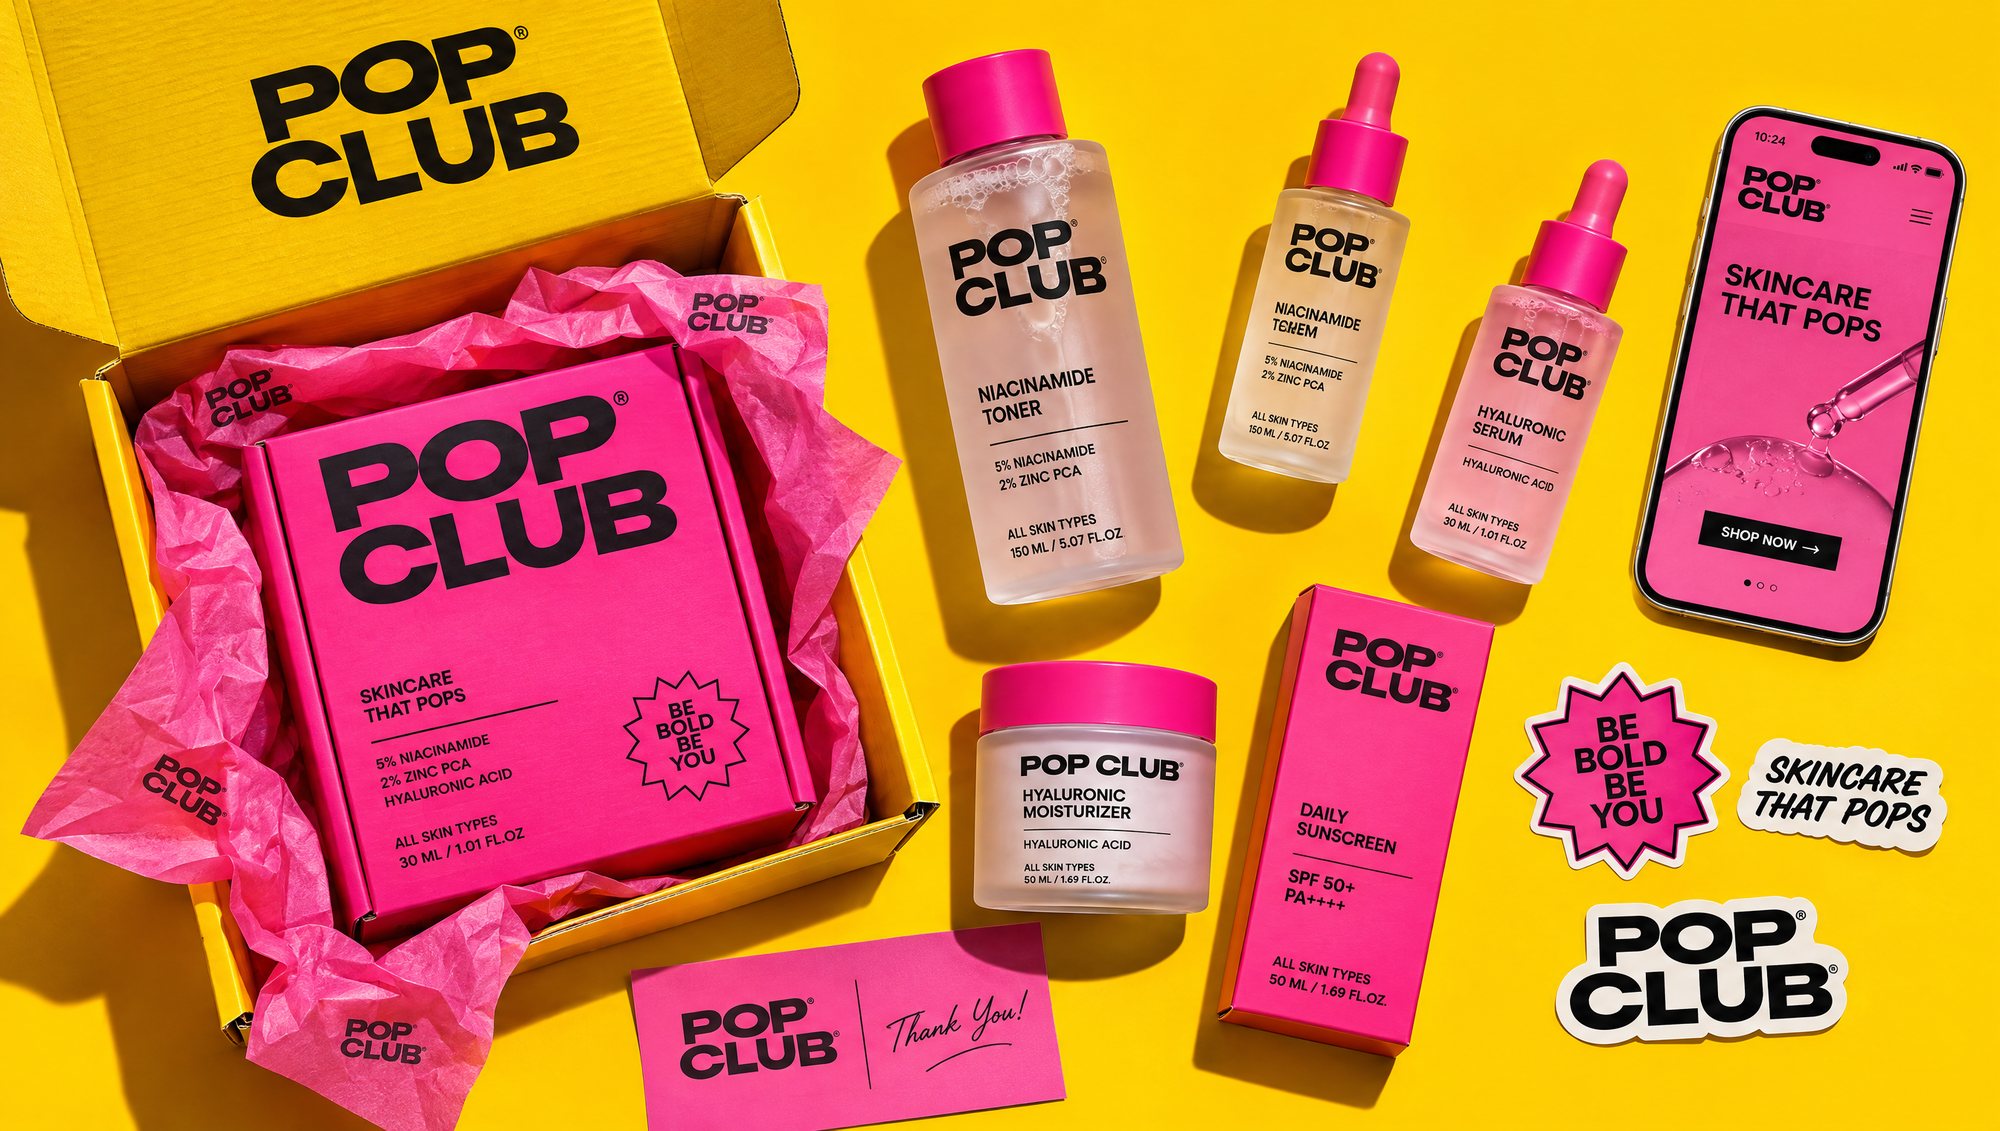 POP®
CLUB
POP®
CLUB®
POP®
CLUB®
POP®
CLUB®
POP®
CLUB®
POP®
CLUB
SKINCARE
THAT POPS
5% NIACINAMIDE
2% ZINC PCA
HYALURONIC ACID
ALL SKIN TYPES
30 ML / 1.01 FL.OZ
BE
BOLD
BE
YOU
POP®
CLUB®
NIACINAMIDE
TONER
5% NIACINAMIDE
2% ZINC PCA
ALL SKIN TYPES
150 ML / 5.07 FL.OZ
POP®
CLUB®
NIACINAMIDE
5% NIACINAMIDE
2% ZINC PCA
ALL SKIN TYPES
150 ML / 5.07 FL.OZ
POP®
CLUB®
HYALURONIC
SERUM
HYALURONIC ACID
ALL SKIN TYPES
30 ML / 1.01 FL.OZ
10:24
POP®
CLUB®
SKINCARE
THAT POPS
SHOP NOW →
POP CLUB®
HYALURONIC
MOISTURIZER
HYALURONIC ACID
ALL SKIN TYPES
50 ML / 1.69 FL.OZ.
POP®
CLUB®
DAILY
SUNSCREEN
SPF 50+
PA++++
ALL SKIN TYPES
50 ML / 1.69 FL.OZ.
BE
BOLD
BE
YOU
SKINCARE
THAT POPS
POP®
CLUB®
POP®
CLUB®
Thank You!